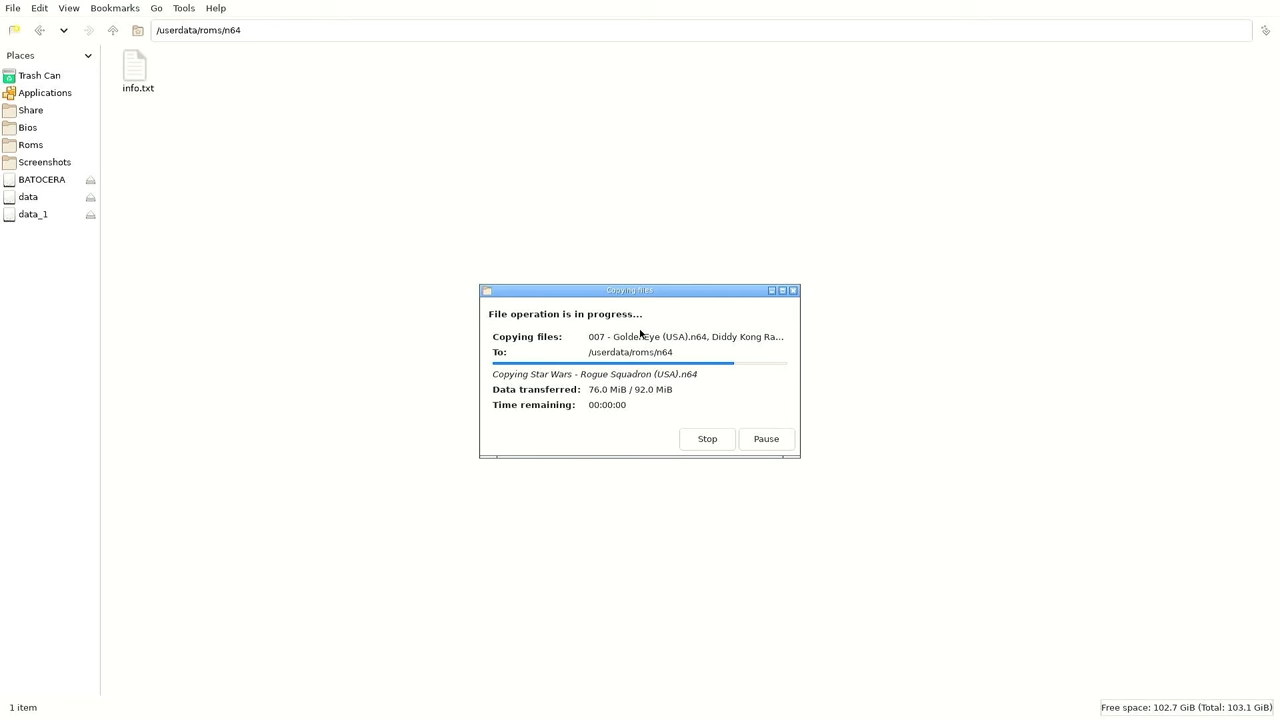 File Edit View Bookmarks Go Tools Help
/userdata/roms/n64
Places
Trash Can
Applications
Share
Bios
Roms
Screenshots
BATOCERA
data
data_1
info.txt
Copying files
File operation is in progress...
Copying files: 007 - GoldenEye (USA).n64, Diddy Kong Ra...
To: /userdata/roms/n64
Copying Star Wars - Rogue Squadron (USA).n64
Data transferred: 76.0 MiB / 92.0 MiB
Time remaining: 00:00:00
Stop Pause
1 item Free space: 102.7 GiB (Total: 103.1 GiB)